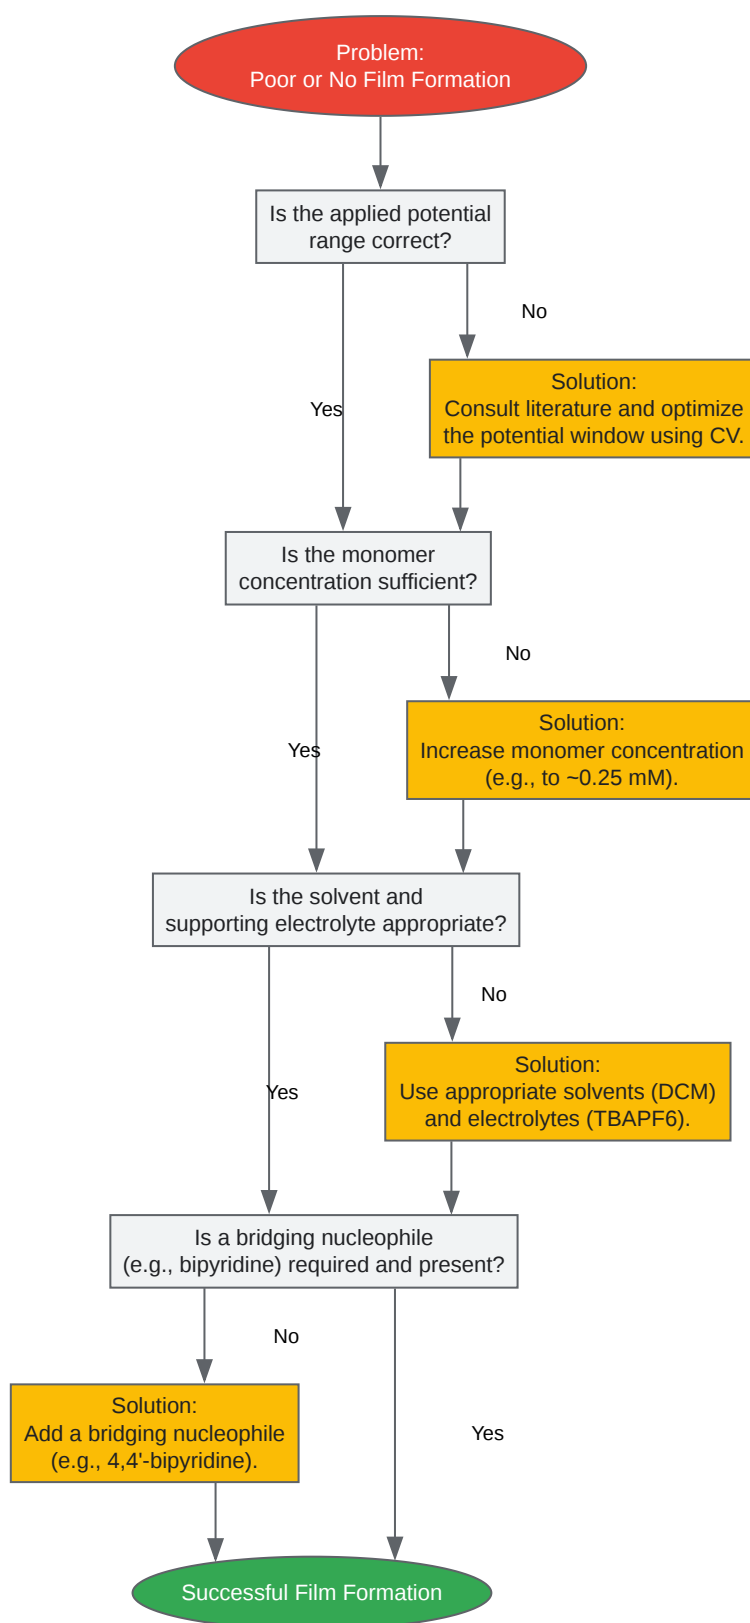 Problem:
Poor or No Film Formation
Is the applied potential
range correct?
No
Yes
Solution:
Consult literature and optimize
the potential window using CV.
Is the monomer
concentration sufficient?
No
Yes
Solution:
Increase monomer concentration
(e.g., to ~0.25 mM).
Is the solvent and
supporting electrolyte appropriate?
No
Yes
Solution:
Use appropriate solvents (DCM)
and electrolytes (TBAPF6).
Is a bridging nucleophile
(e.g., bipyridine) required and present?
No
Yes
Solution:
Add a bridging nucleophile
(e.g., 4,4'-bipyridine).
Successful Film Formation